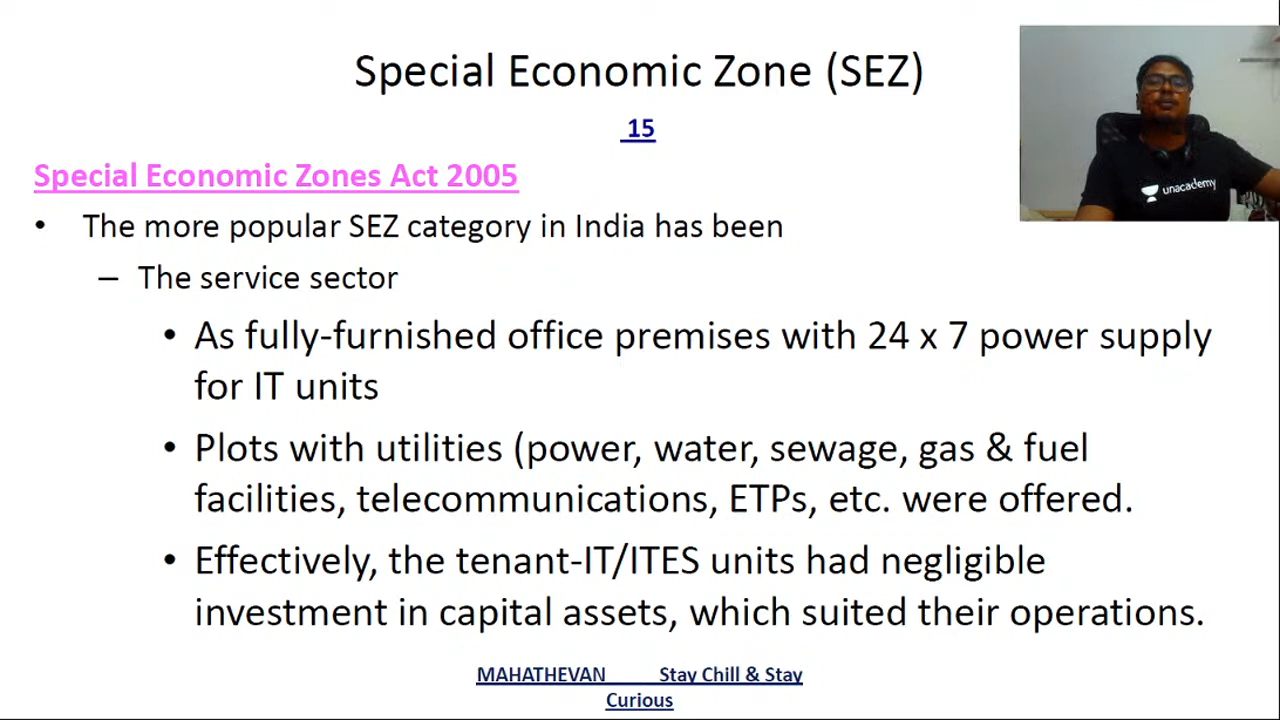 Special Economic Zone (SEZ)
15
unacademy
Special Economic Zones Act 2005
• The more popular SEZ category in India has been
– The service sector
• As fully-furnished office premises with 24 x 7 power supply
for IT units
• Plots with utilities (power, water, sewage, gas & fuel
facilities, telecommunications, ETPs, etc. were offered.
• Effectively, the tenant-IT/ITES units had negligible
investment in capital assets, which suited their operations.
MAHATHEVAN Stay Chill & Stay
Curious